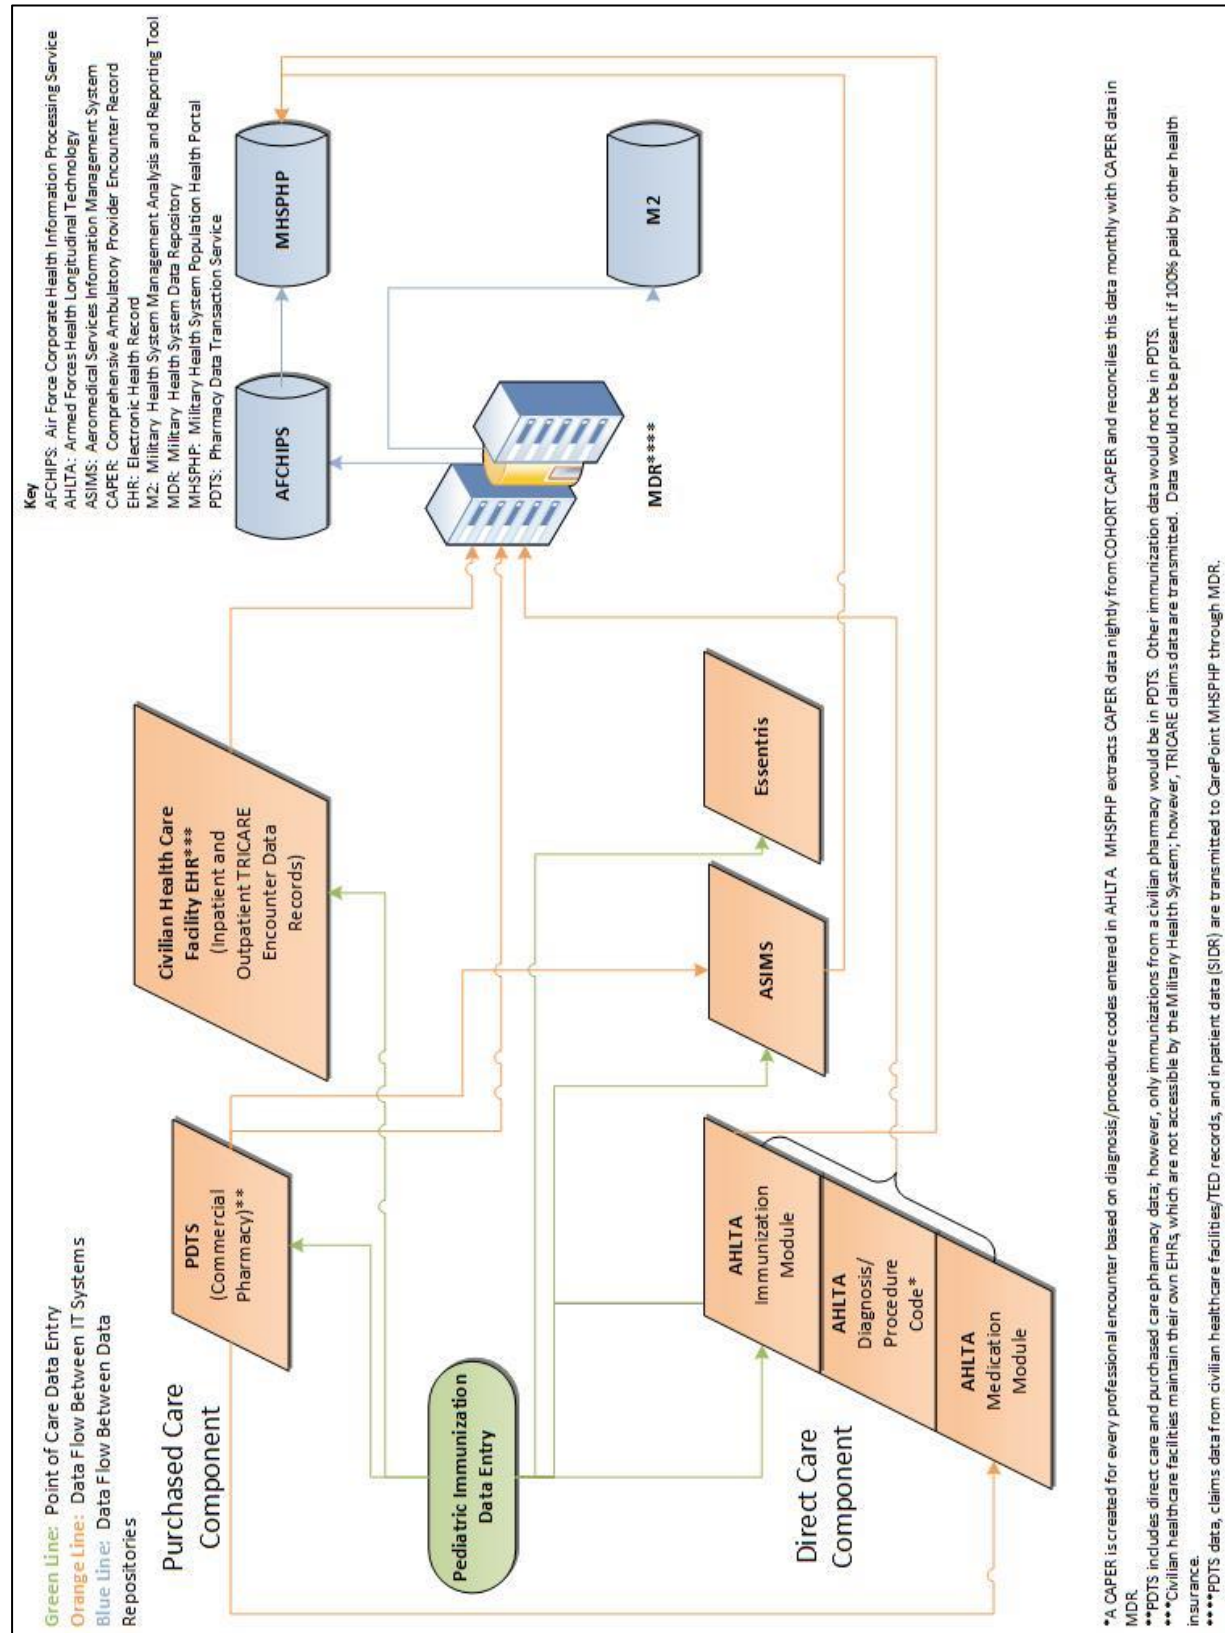 Green Line: Point of Care Data Entry
Orange Line: Data Flow Between IT Systems
Blue Line: Data Flow Between Data
Repositories
Key
AFCHIPS: Air Force Corporate Health Information Processing Service
AHLTA: Armed Forces Health Longitudinal Technology
ASIMS: Aeromedical Services Information Management System
CAPER: Comprehensive Ambulatory Provider Encounter Record
EHR: Electronic Health Record
M2: Military Health System Management Analysis and Reporting Tool
MDR: Military Health System Data Repository
MHSPHP: Military Health System Population Health Portal
PDTS: Pharmacy Data Transaction Service
Purchased Care
Component
PDTS
(Commercial
Pharmacy)**
Civilian Health Care
Facility EHR***
(Inpatient and
Outpatient TRICARE
Encounter Data
Records)
AFCHIPS
MHSPHP
Pediatric Immunization
Data Entry
MDR****
M2
Direct Care
Component
AHLTA
Immunization
Module
AHLTA
Diagnosis/
Procedure
Code*
AHLTA
Medication
Module
ASIMS
Essentris
*A CAPER is created for every professional encounter based on diagnosis/procedure codes entered in AHLTA. MHSPHP extracts CAPER data nightly from COHORT CAPER and reconciles this data monthly with CAPER data in
MDR.
**PDTS includes direct care and purchased care pharmacy data; however, only immunizations from a civilian pharmacy would be in PDTS. Other immunization data would not be in PDTS.
***Civilian healthcare facilities maintain their own EHRs, which are not accessible by the Military Health System; however, TRICARE claims data are transmitted. Data would not be present if 100% paid by other health
insurance.
****PDTS data, claims data from civilian healthcare facilities/TED records, and inpatient data (SIDR) are transmitted to CarePoint MHSPHP through MDR.